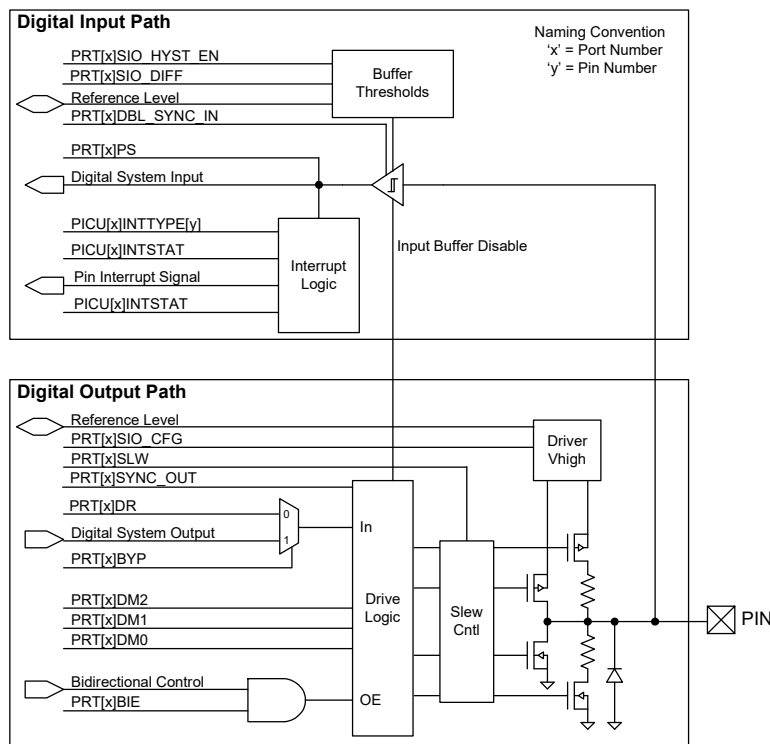 Digital Input Path
Naming Convention
‘x’ = Port Number
‘y’ = Pin Number
PRT[x]SIO_HYST_EN
PRT[x]SIO_DIFF
Reference Level
PRT[x]DBL_SYNC_IN
Buffer
Thresholds
PRT[x]PS
Digital System Input
PICU[x]INTTYPE[y]
PICU[x]INTSTAT
Pin Interrupt Signal
PICU[x]INTSTAT
Interrupt
Logic
Input Buffer Disable
Digital Output Path
Reference Level
PRT[x]SIO_CFG
PRT[x]SLW
PRT[x]SYNC_OUT
Driver
Vhigh
PRT[x]DR
Digital System Output
PRT[x]BYP
0
1
In
PRT[x]DM2
PRT[x]DM1
PRT[x]DM0
Drive
Logic
Slew
Cntl
PIN
Bidirectional Control
PRT[x]BIE
OE